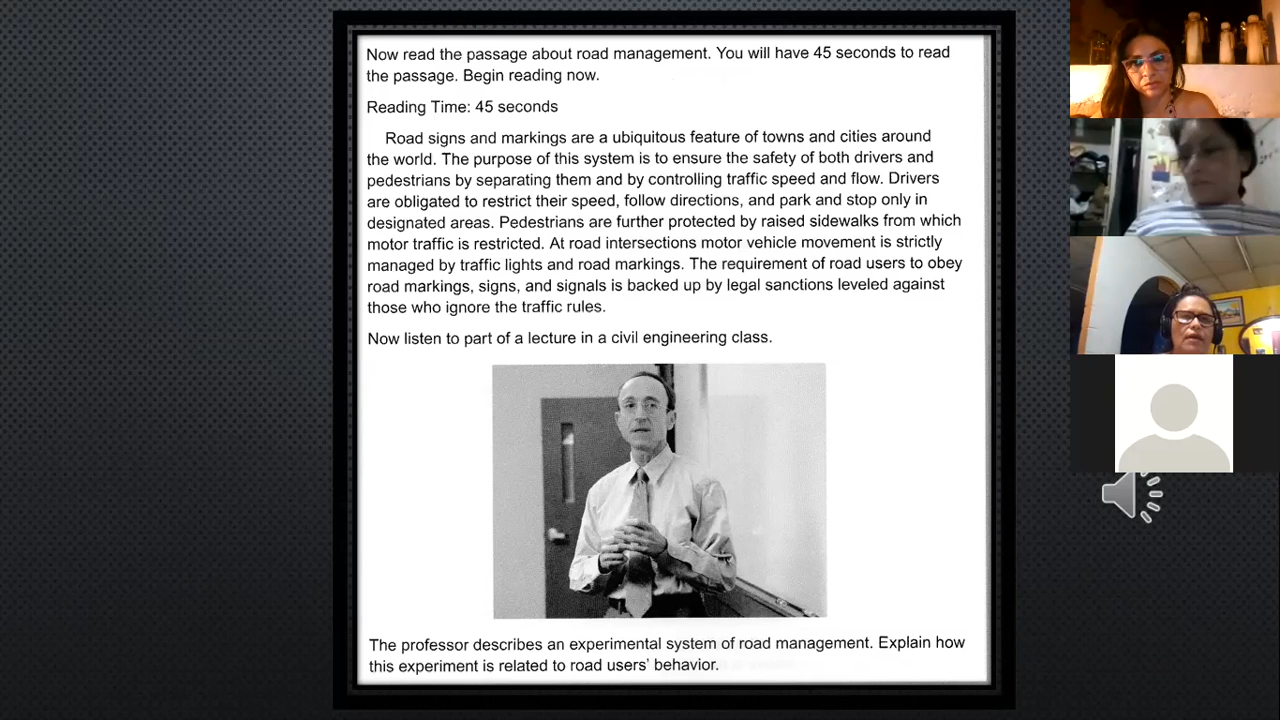 Now read the passage about road management. You will have 45 seconds to read
the passage. Begin reading now.
Reading Time: 45 seconds
Road signs and markings are a ubiquitous feature of towns and cities around
the world. The purpose of this system is to ensure the safety of both drivers and
pedestrians by separating them and by controlling traffic speed and flow. Drivers
are obligated to restrict their speed, follow directions, and park and stop only in
designated areas. Pedestrians are further protected by raised sidewalks from which
motor traffic is restricted. At road intersections motor vehicle movement is strictly
managed by traffic lights and road markings. The requirement of road users to obey
road markings, signs, and signals is backed up by legal sanctions leveled against
those who ignore the traffic rules.
Now listen to part of a lecture in a civil engineering class.
The professor describes an experimental system of road management. Explain how
this experiment is related to road users' behavior.